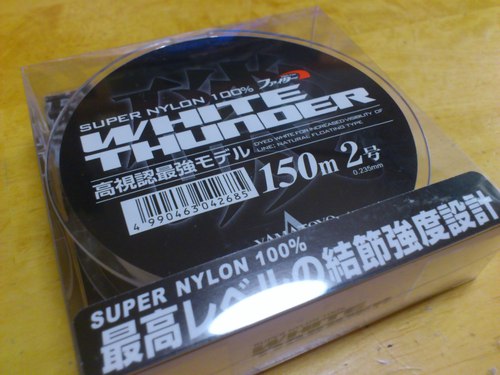 SUPER NYLON 100%
ファイター
WHITE
THUNDER
DYED WHITE FOR INCREASED VISIBILITY OF
LINE: NATURAL FLOATING TYPE
高視認最強モデル
150m 2号
0.235mm
4 990463 042685
SUPER NYLON 100%
最高レベルの結節強度設計